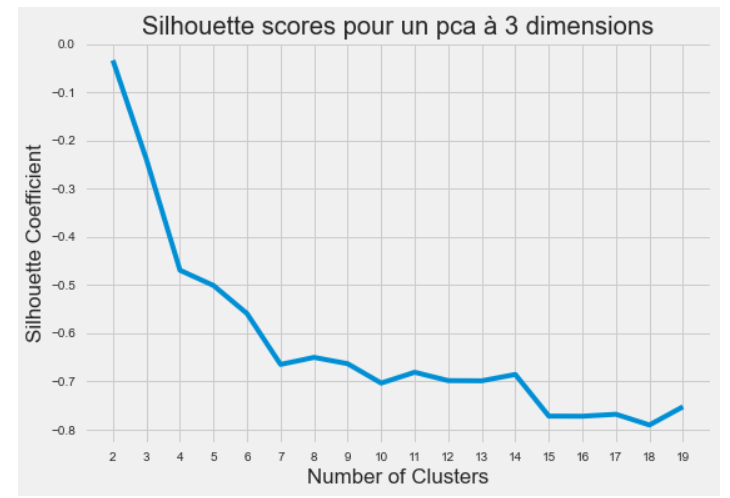 Silhouette scores pour un pca à 3 dimensions
0.0
−0.1
−0.2
−0.3
−0.4
−0.5
−0.6
−0.7
−0.8
Silhouette Coefficient
2 3 4 5 6 7 8 9 10 11 12 13 14 15 16 17 18 19
Number of Clusters